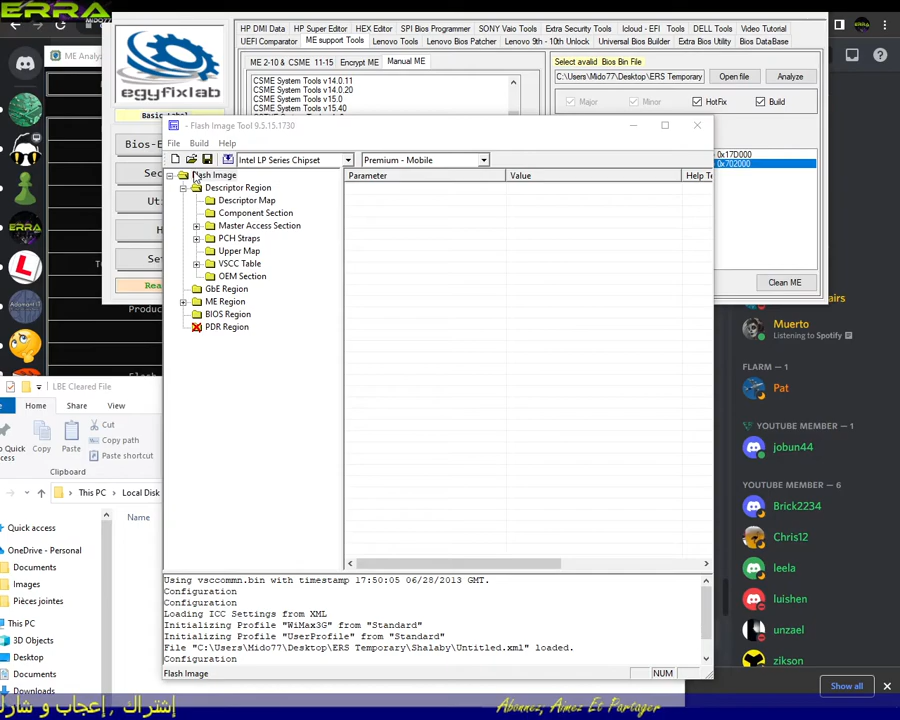 ERRA
HP DMI Data
HP Super Editor
HEX Editor
SPI Bios Programmer
SONY Vaio Tools
Extra Security Tools
Icloud - EFI Tools
DELL Tools
Video Tutorial
UEFI Comparator
ME support Tools
Lenovo Tools
Lenovo Bios Patcher
Lenovo 9th - 10th Unlock
Universal Bios Builder
Extra Bios Utility
Bios DataBase
ME Analy
egyfixlab
ME 2-10 & CSME 11-15
Encrypt ME
Manual ME
Select avalid Bios Bin File
CSME System Tools v14.0.11
CSME System Tools v14.0.20
CSME System Tools v15.0
CSME System Tools v15.40
C:\Users\Mido77\Desktop\ERS Temporary
Open file
Analyze
Major
Minor
HotFix
Build
Bios-E
Sec
Ut
H
Set
Rea
Produc
0x17D000
0x702000
Clean ME
- Flash Image Tool 9.5.15.1730
File
Build
Help
Intel LP Series Chipset
Premium - Mobile
Flash Image
Descriptor Region
Descriptor Map
Component Section
Master Access Section
PCH Straps
Upper Map
VSCC Table
OEM Section
GbE Region
ME Region
BIOS Region
PDR Region
Parameter
Value
Help Te
Using vsccommn.bin with timestamp 17:50:05 06/28/2013 GMT.
Configuration
Configuration
Loading ICC Settings from XML
Initializing Profile "WiMax3G" from "Standard"
Initializing Profile "UserProfile" from "Standard"
File "C:\Users\Mido77\Desktop\ERS Temporary\Shalaby\Untitled.xml" loaded.
Configuration
Flash Image
NUM
LBE Cleared File
Home
Share
View
Cut
Copy path
Paste shortcut
Copy
Paste
Clipboard
This PC
Local Disk
Name
Quick access
OneDrive - Personal
Documents
Images
Pièces jointes
This PC
3D Objects
Desktop
Documents
Downloads
airs
Muerto
Listening to Spotify
FLARM — 1
Pat
YOUTUBE MEMBER — 1
jobun44
YOUTUBE MEMBER — 6
Brick2234
Chris12
leela
luishen
unzael
zikson
Show all
إشتراك , إعجاب و شارك
Abonnez, Aimez Et Partager